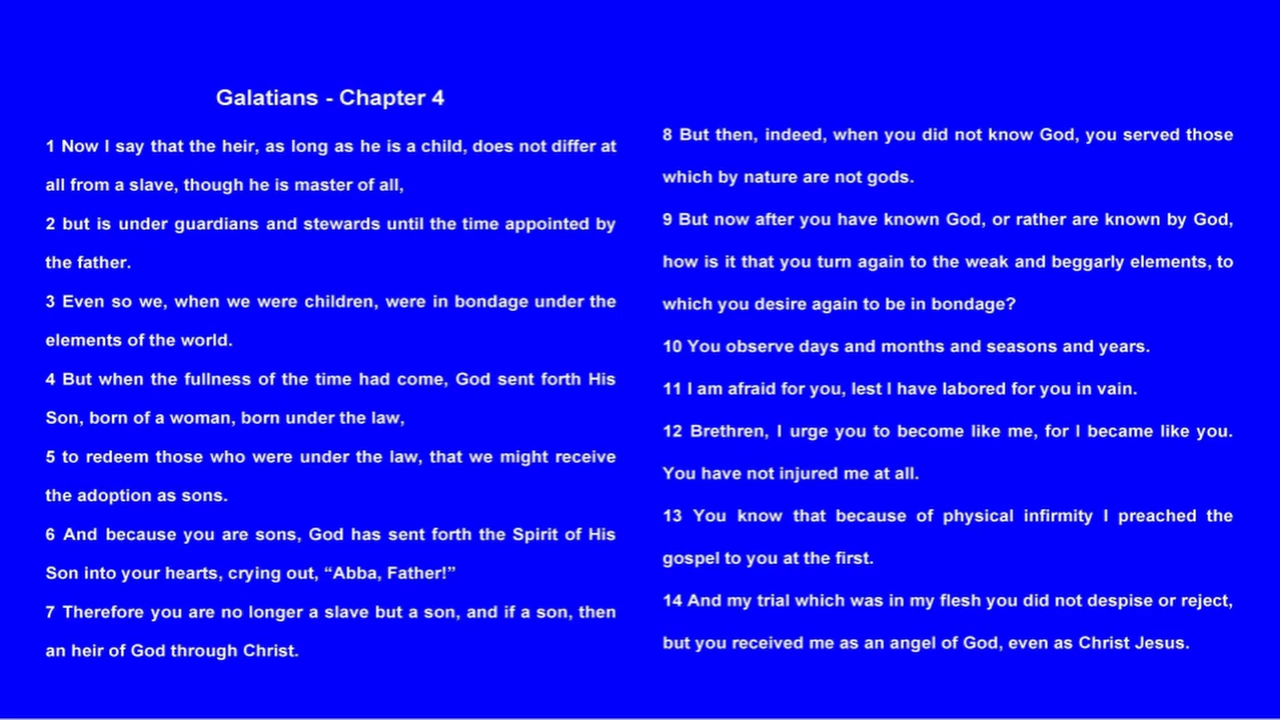 Galatians - Chapter 4
1 Now I say that the heir, as long as he is a child, does not differ at
all from a slave, though he is master of all,
2 but is under guardians and stewards until the time appointed by
the father.
3 Even so we, when we were children, were in bondage under the
elements of the world.
4 But when the fullness of the time had come, God sent forth His
Son, born of a woman, born under the law,
5 to redeem those who were under the law, that we might receive
the adoption as sons.
6 And because you are sons, God has sent forth the Spirit of His
Son into your hearts, crying out, “Abba, Father!”
7 Therefore you are no longer a slave but a son, and if a son, then
an heir of God through Christ.
8 But then, indeed, when you did not know God, you served those
which by nature are not gods.
9 But now after you have known God, or rather are known by God,
how is it that you turn again to the weak and beggarly elements, to
which you desire again to be in bondage?
10 You observe days and months and seasons and years.
11 I am afraid for you, lest I have labored for you in vain.
12 Brethren, I urge you to become like me, for I became like you.
You have not injured me at all.
13 You know that because of physical infirmity I preached the
gospel to you at the first.
14 And my trial which was in my flesh you did not despise or reject,
but you received me as an angel of God, even as Christ Jesus.